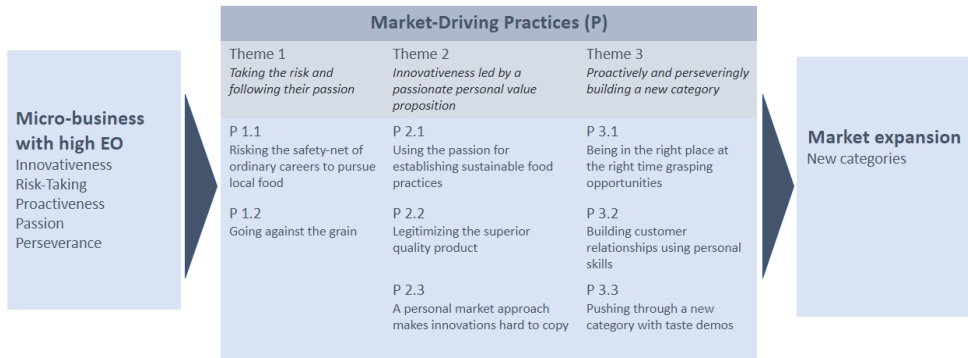 Micro-business
with high EO
Innovativeness
Risk-Taking
Proactiveness
Passion
Perseverance
Market-Driving Practices (P)
Theme 1
Taking the risk and
following their passion
P 1.1
Risking the safety-net of
ordinary careers to pursue
local food
P 1.2
Going against the grain
Theme 2
Innovativeness led by a
passionate personal value
proposition
P 2.1
Using the passion for
establishing sustainable food
practices
P 2.2
Legitimizing the superior
quality product
P 2.3
A personal market approach
makes innovations hard to copy
Theme 3
Proactively and perseveringly
building a new category
P 3.1
Being in the right place at
the right time grasping
opportunities
P 3.2
Building customer
relationships using personal
skills
P 3.3
Pushing through a new
category with taste demos
Market expansion
New categories